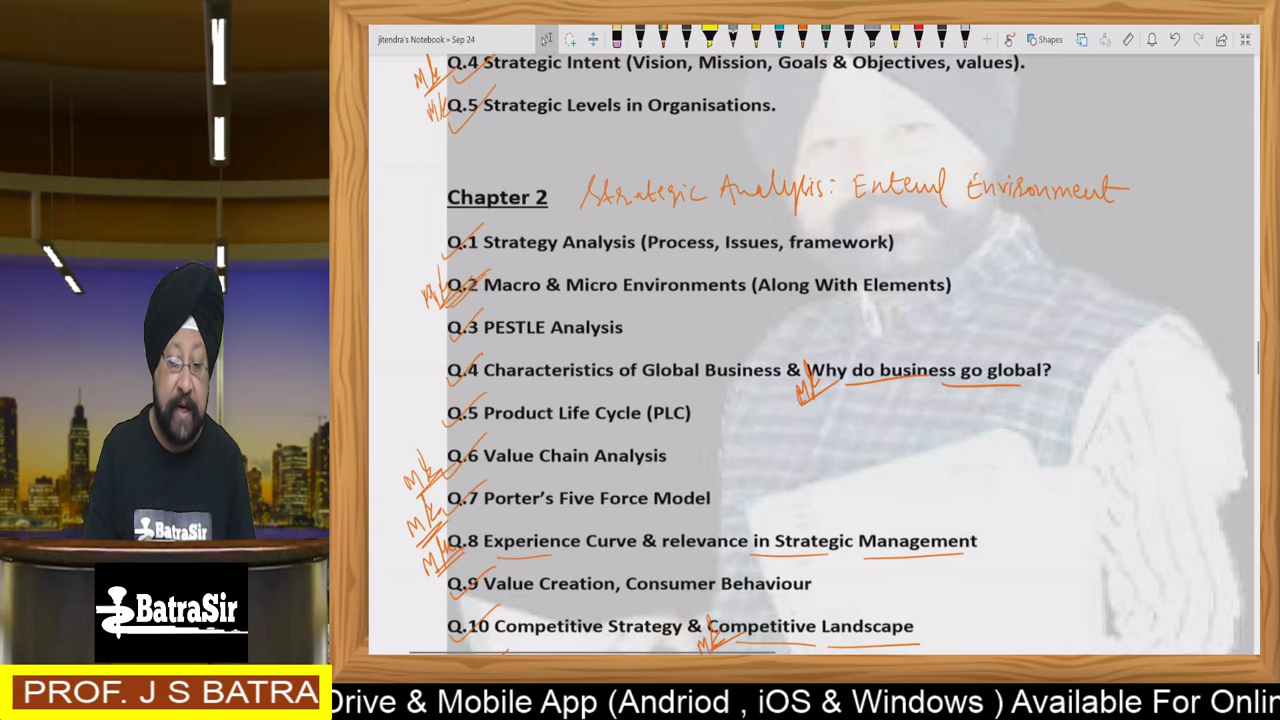 jitendra's Notebook » Sep 24
Shapes
Q.4 Strategic Intent (Vision, Mission, Goals & Objectives, values).
Q.5 Strategic Levels in Organisations.
Chapter 2 Strategic Analysis: Environment
Q.1 Strategy Analysis (Process, Issues, framework)
Q.2 Macro & Micro Environments (Along With Elements)
Q.3 PESTLE Analysis
Q.4 Characteristics of Global Business & Why do business go global?
Q.5 Product Life Cycle (PLC)
Q.6 Value Chain Analysis
Q.7 Porter's Five Force Model
Q.8 Experience Curve & relevance in Strategic Management
Q.9 Value Creation, Consumer Behaviour
Q.10 Competitive Strategy & Competitive Landscape
BatraSir
BatraSir
PROF. J S BATRA
Drive & Mobile App (Andriod , iOS & Windows ) Available For Onlin